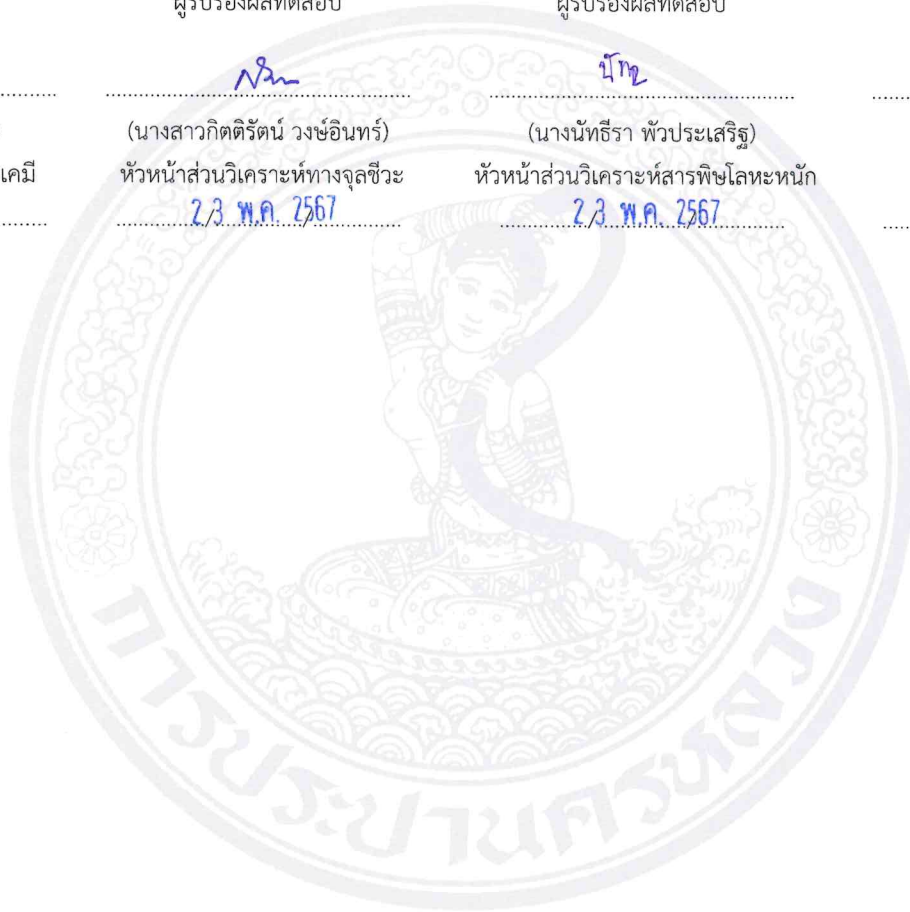 ผู้รับรองผลทดสอบ ผู้รับรองผลทดสอบ
(นางสาวกิตติรัตน์ วงษ์อินทร์) (นางนัทธีรา พัวประเสริฐ)
เคมี หัวหน้าส่วนวิเคราะห์ทางจุลชีวะ หัวหน้าส่วนวิเคราะห์สารพิษโลหะหนัก
23 พ.ค. 2567 23 พ.ค. 2567
การประปานครหลวง